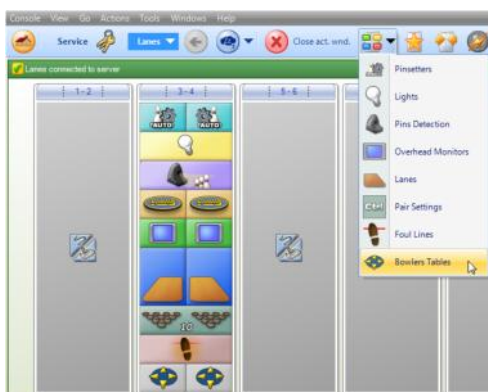 Console View Go Actions Tools Windows Help
Service Lanes Close act. wnd.
Lanes connected to server
1 - 2 3 - 4 5 - 6
Pinsetters
Lights
Pins Detection
Overhead Monitors
Lanes
Ctrl Pair Settings
Foul Lines
Bowlers Tables
AUTO AUTO
10